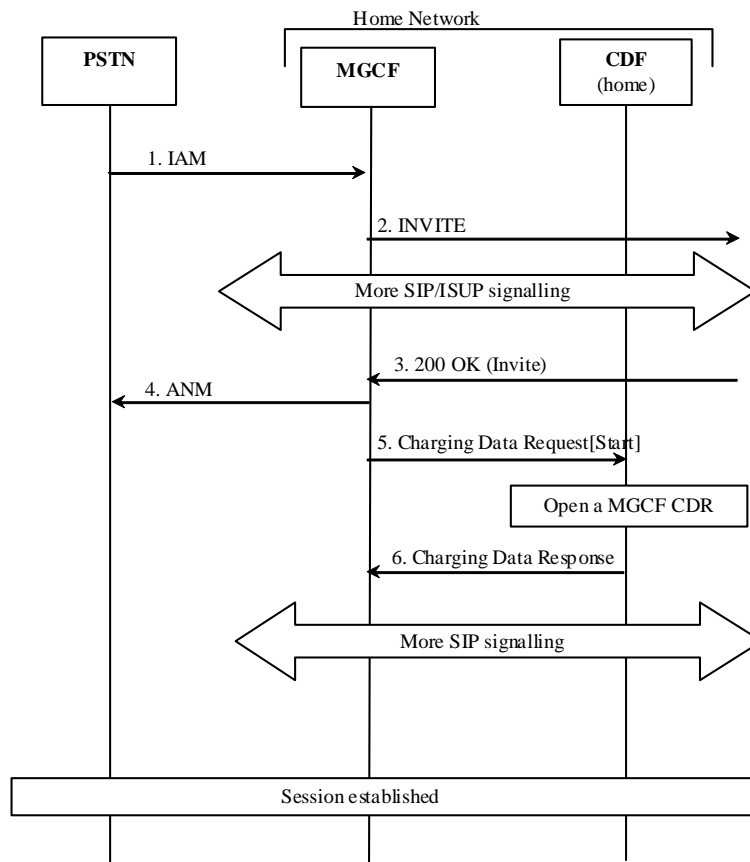 Home Network
PSTN
MGCF
CDF
(home)
1. IAM
2. INVITE
More SIP/ISUP signalling
3. 200 OK (Invite)
4. ANM
5. Charging Data Request[Start]
Open a MGCF CDR
6. Charging Data Response
More SIP signalling
Session established